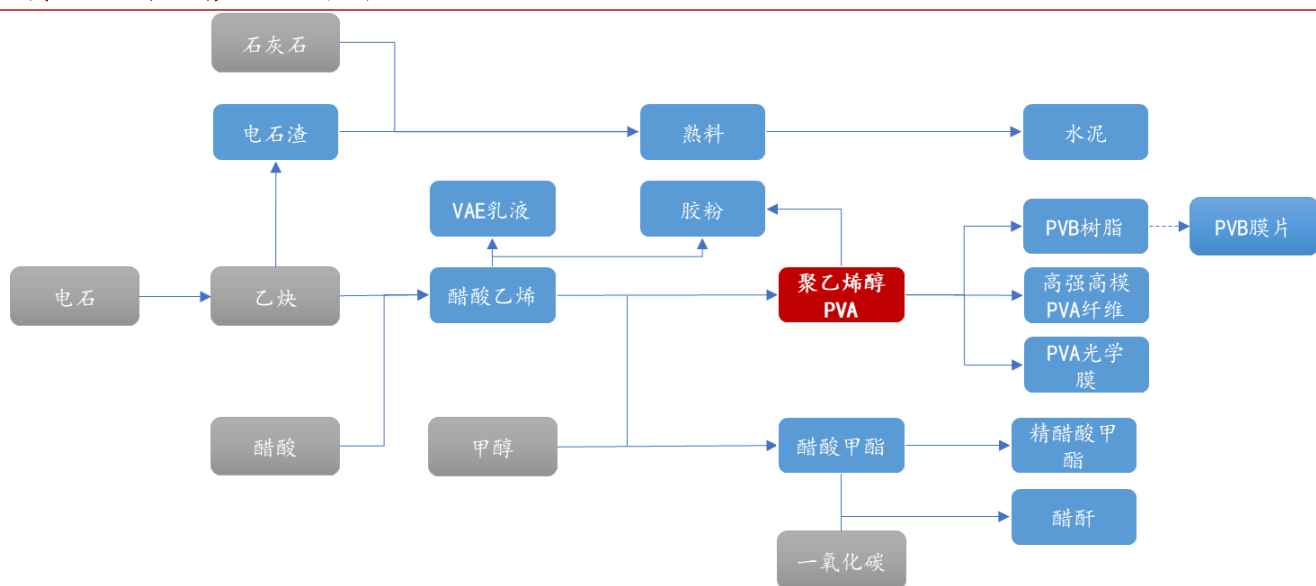 石灰石
电石渣
熟料
水泥
VAE乳液
胶粉
PVB树脂
PVB膜片
电石
乙炔
醋酸乙烯
聚乙烯醇
PVA
高强高模
PVA纤维
PVA光学
膜
醋酸
甲醇
醋酸甲酯
精醋酸甲
酯
醋酐
一氧化碳